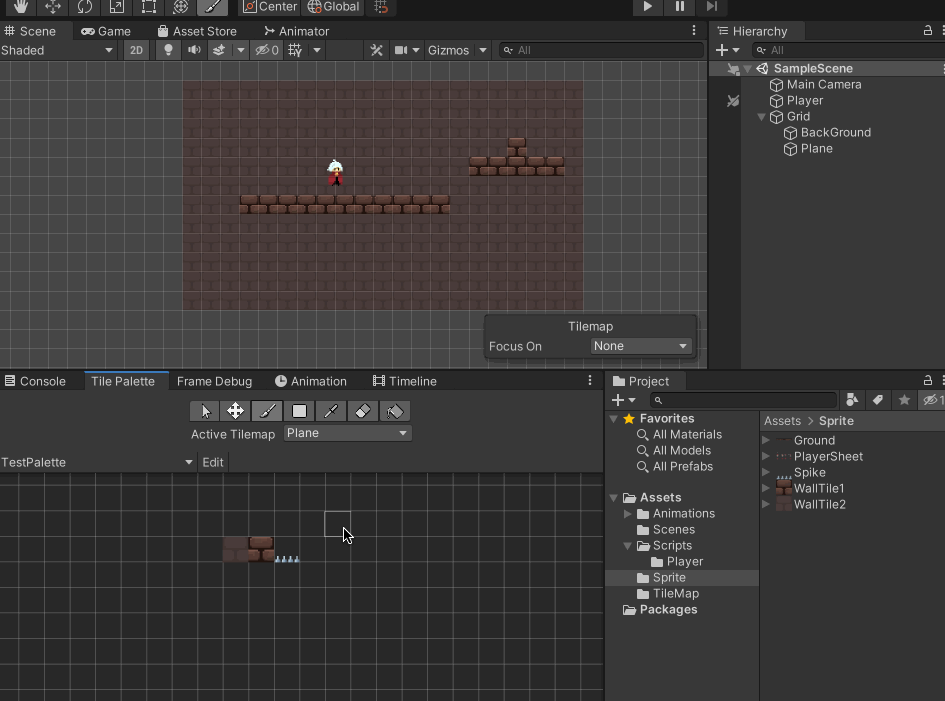 Center Global
Scene Game Asset Store Animator
Shaded 2D 0 Gizmos All
Tilemap
Focus On None
Hierarchy
All
SampleScene
Main Camera
Player
Grid
BackGround
Plane
Console Tile Palette Frame Debug Animation Timeline
Active Tilemap Plane
TestPalette Edit
Project
1
Favorites
All Materials
All Models
All Prefabs
Assets
Animations
Scenes
Scripts
Player
Sprite
TileMap
Packages
Assets > Sprite
Ground
PlayerSheet
Spike
WallTile1
WallTile2